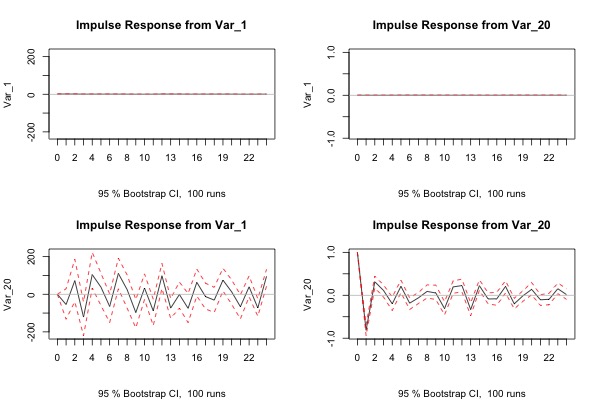 Impulse Response from Var_1
Var_1
200
0
-200
0 2 4 6 8 10 13 16 19 22
95 % Bootstrap CI, 100 runs
Impulse Response from Var_20
Var_1
1.0
0.0
-1.0
0 2 4 6 8 10 13 16 19 22
95 % Bootstrap CI, 100 runs
Impulse Response from Var_1
Var_20
200
0
-200
0 2 4 6 8 10 13 16 19 22
95 % Bootstrap CI, 100 runs
Impulse Response from Var_20
Var_20
1.0
0.0
-1.0
0 2 4 6 8 10 13 16 19 22
95 % Bootstrap CI, 100 runs